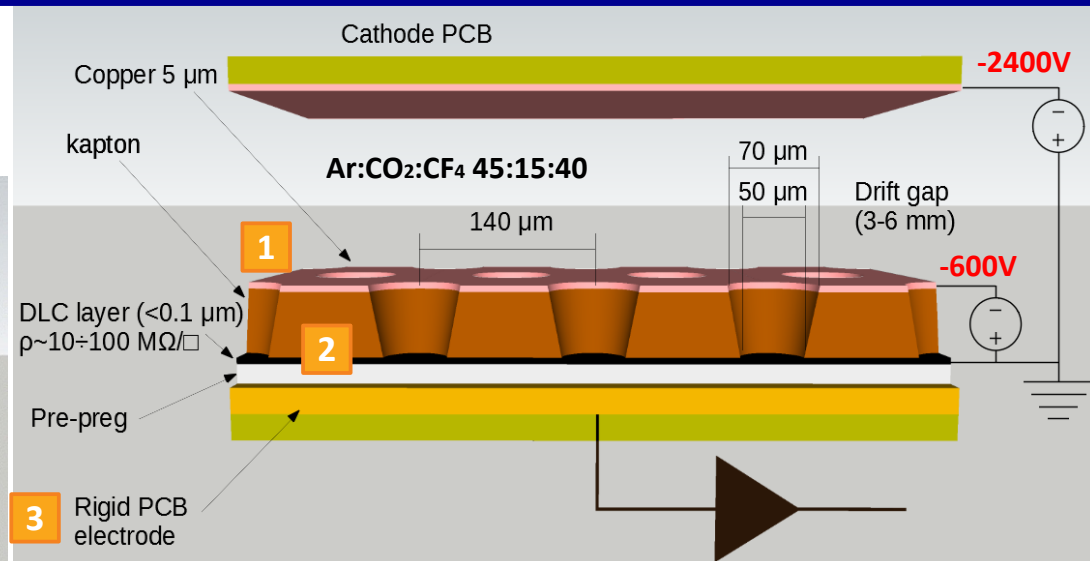 Cathode PCB
-2400V
Copper 5 µm
kapton
Ar:CO₂:CF₄ 45:15:40
70 µm
50 µm
Drift gap
(3-6 mm)
140 µm
1
-600V
DLC layer (<0.1 µm)
ρ~10÷100 MΩ/□
2
Pre-preg
3
Rigid PCB
electrode